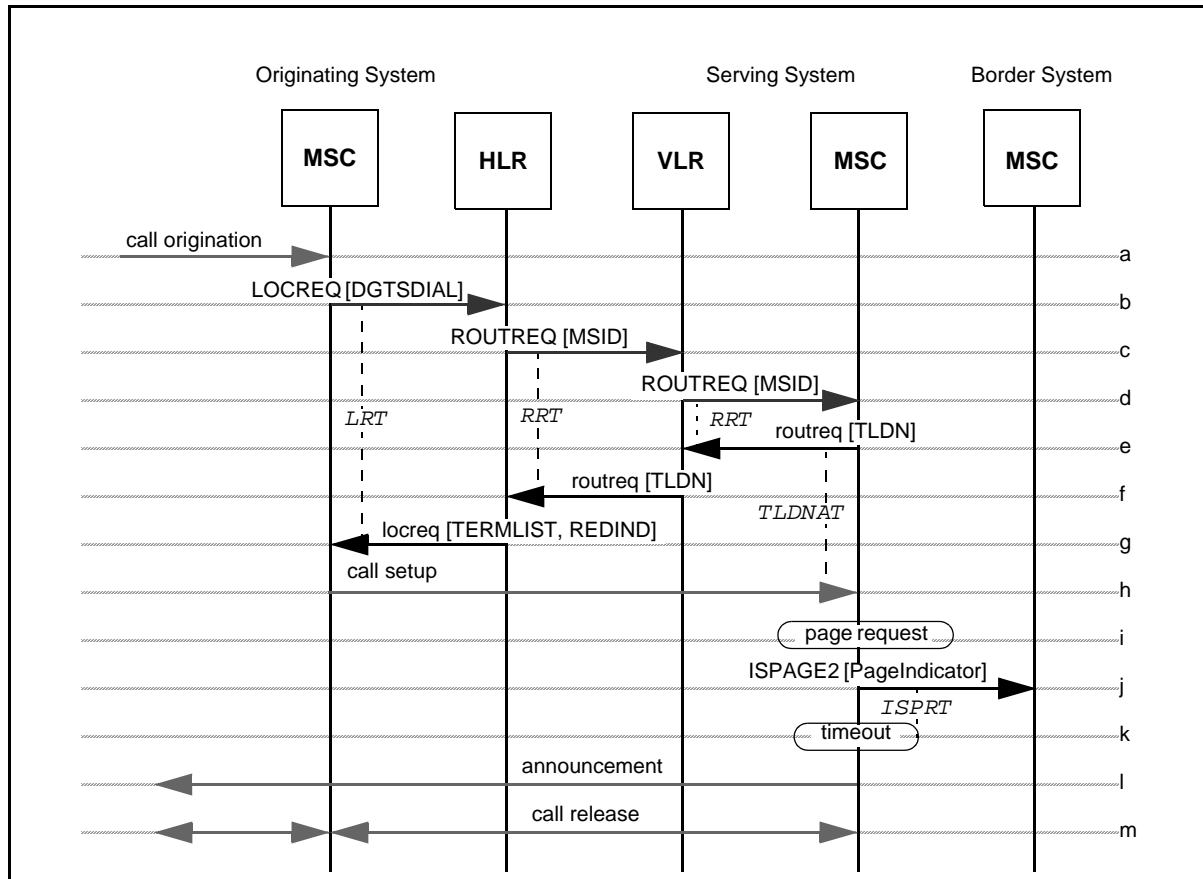 Originating System Serving System Border System
MSC HLR VLR MSC MSC
call origination a
LOCREQ [DGTSDIAL] b
ROUTREQ [MSID] c
ROUTREQ [MSID] d
LRT RRT RRT
routreq [TLDN] e
routreq [TLDN] f
TLDNAT
locreq [TERMLIST, REDIND] g
call setup h
page request i
ISPAGE2 [PageIndicator] j
ISPRT
timeout k
announcement l
call release m